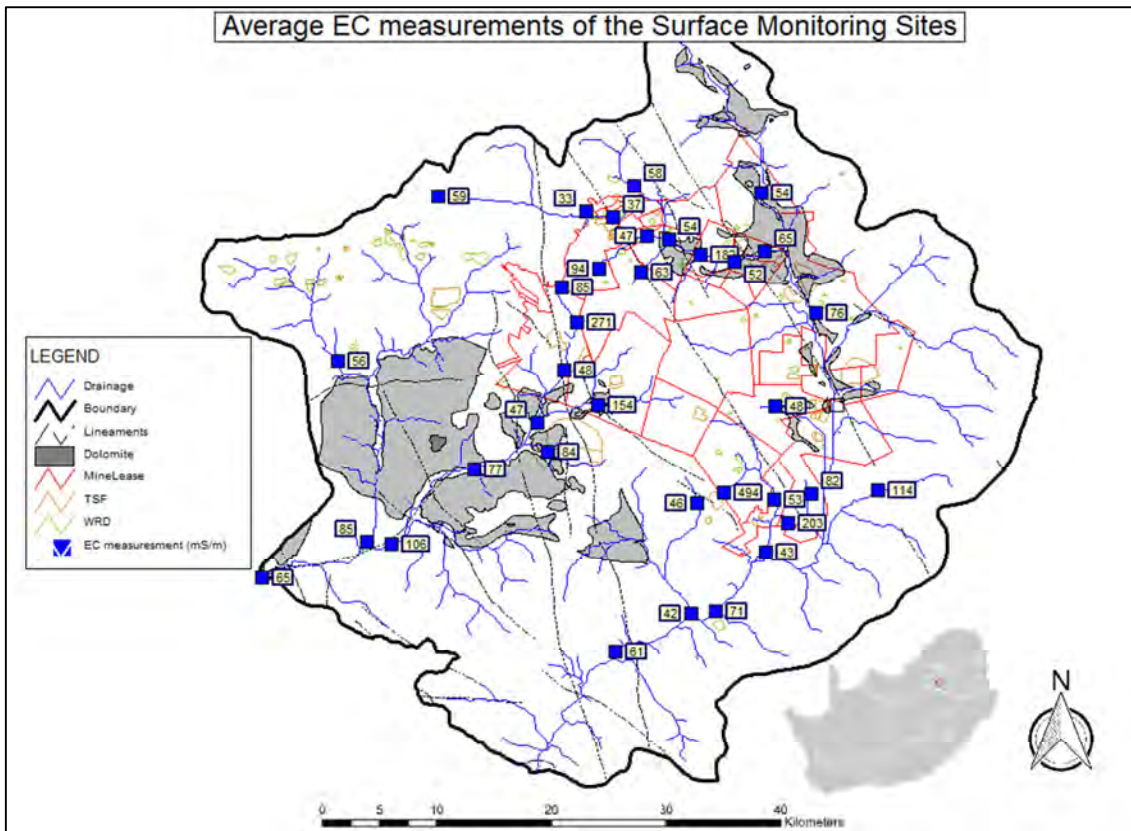 Average EC measurements of the Surface Monitoring Sites
58
59
33
37
54
54
47
65
182
52
94
63
85
271
76
56
48
154
48
47
84
77
82
114
494
46
53
203
85
106
43
65
42
71
61
LEGEND
Drainage
Boundary
Lineaments
Dolomite
MineLease
TSF
WRD
EC measuresment (mS/m)
N
0 5 10 20 30 40
Kilometers